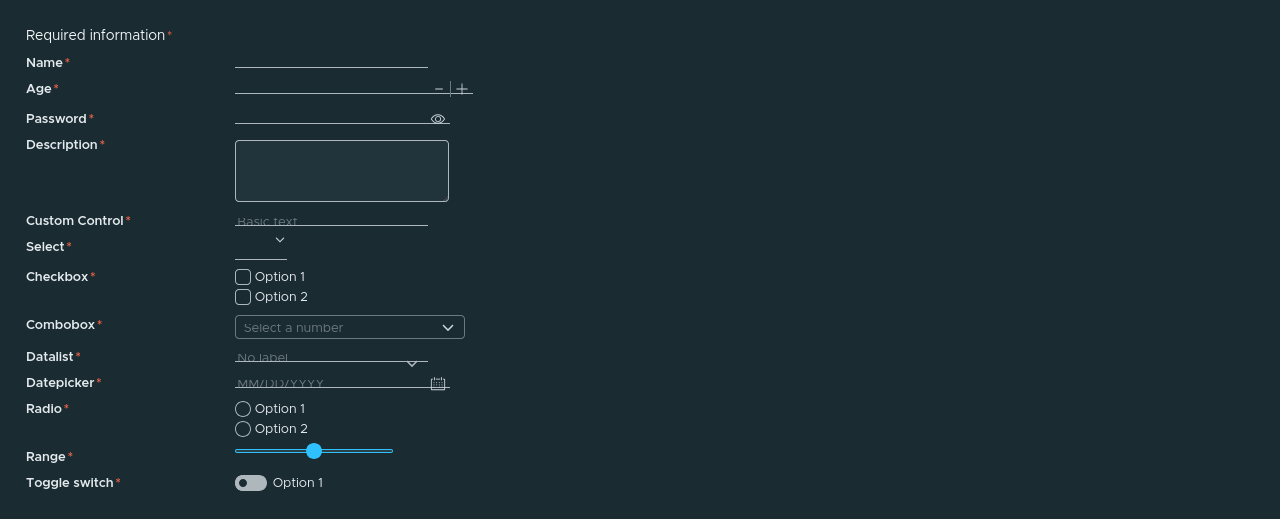 Required information*
Name*
Age*
Password*
Description*
Custom Control* Basic text
Select*
Checkbox* Option 1
Option 2
Combobox* Select a number
Datalist* No label
Datepicker* MM/DD/YYYY
Radio* Option 1
Option 2
Range*
Toggle switch* Option 1